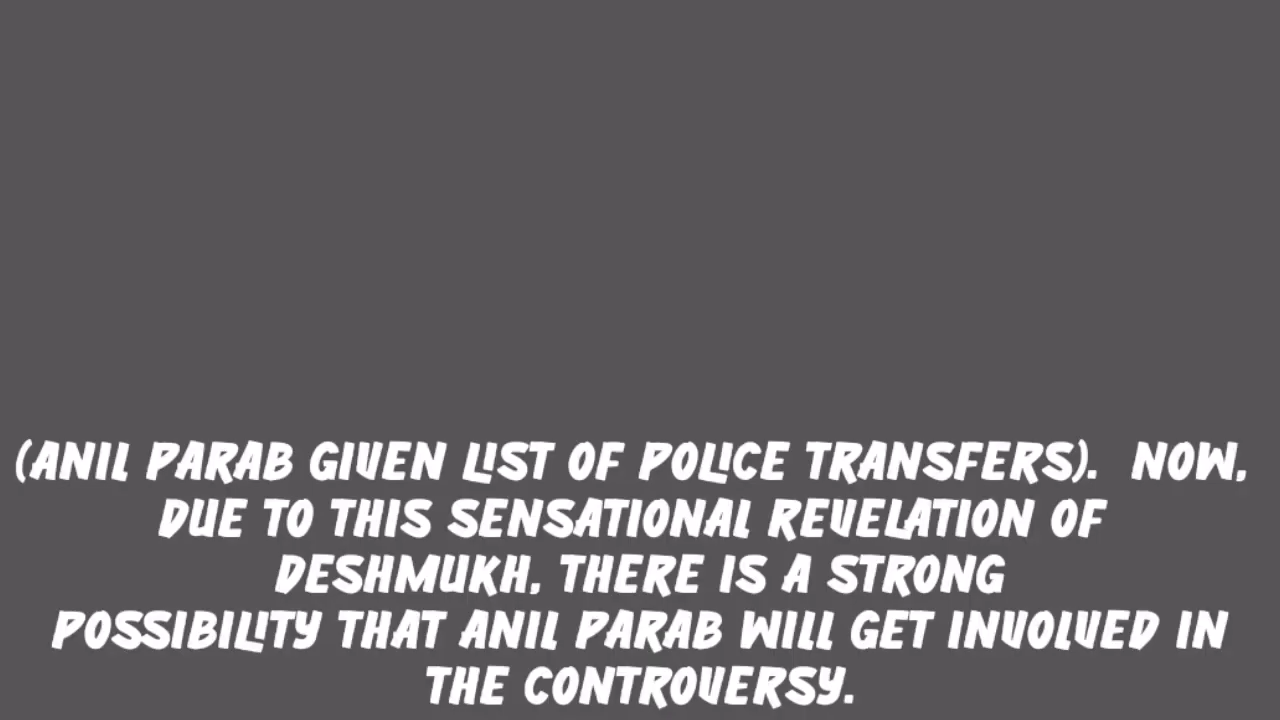 (ANIL PARAB GIVEN LIST OF POLICE TRANSFERS).  NOW,
DUE TO THIS SENSATIONAL REVELATION OF
DESHMUKH, THERE IS A STRONG
POSSIBILITY THAT ANIL PARAB WILL GET INVOLVED IN
THE CONTROVERSY.